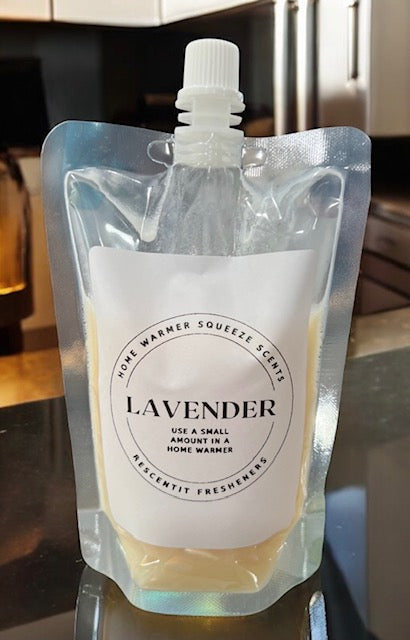 HOME WARMER SQUEEZE SCENTS
LAVENDER
USE A SMALL
AMOUNT IN A
HOME WARMER
RESCENTIT FRESHENERS